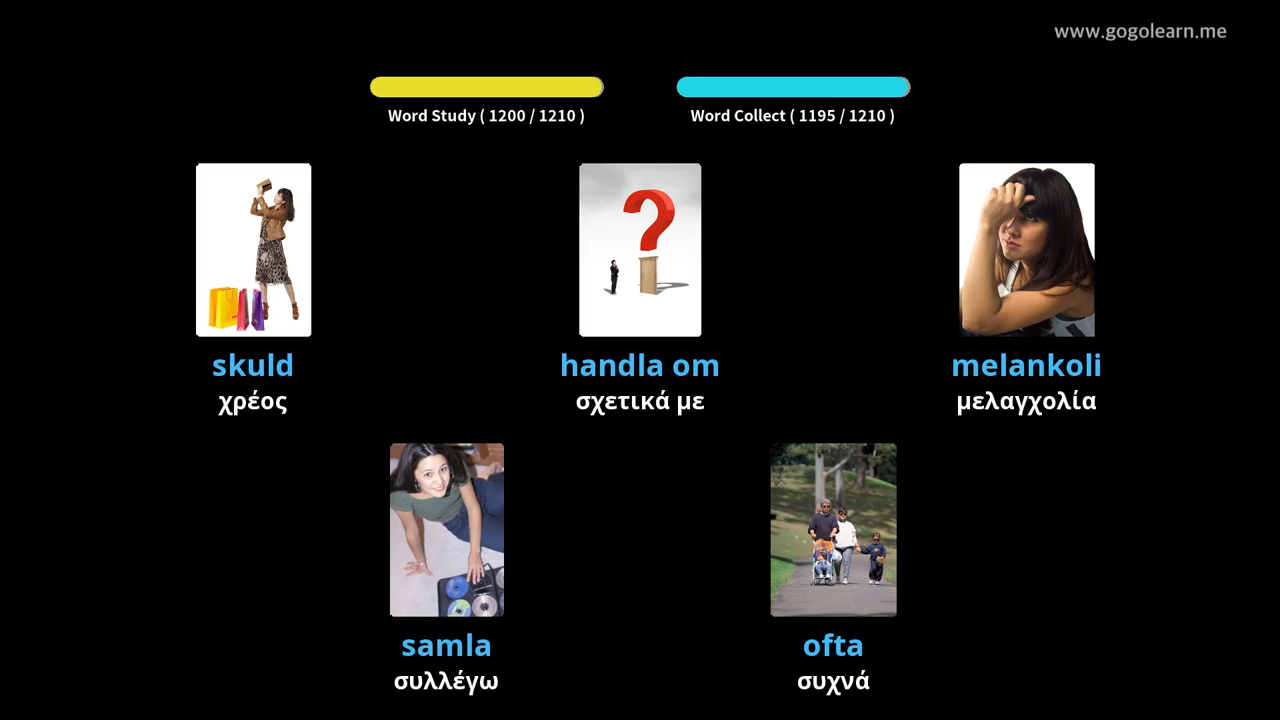 www.gogolearn.me
Word Study ( 1200 / 1210 )
Word Collect ( 1195 / 1210 )
skuld
χρέος
handla om
σχετικά με
melankoli
μελαγχολία
samla
συλλέγω
ofta
συχνά